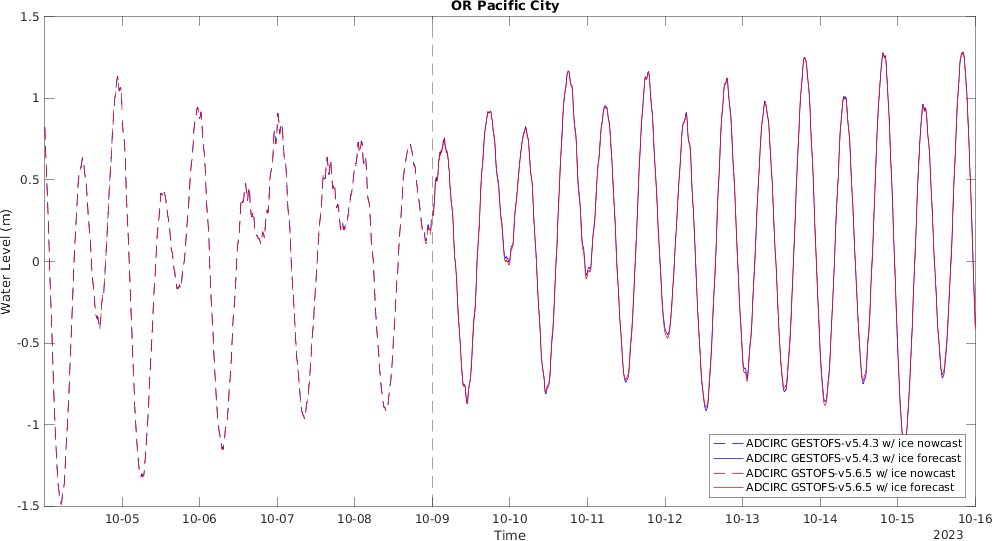 OR Pacific City
1.5
1
0.5
0
-0.5
-1
-1.5
Water Level (m)
10-05
10-06
10-07
10-08
10-09
10-10
10-11
10-12
10-13
10-14
10-15
10-16
Time
2023
ADCIRC GESTOFS-v5.4.3 w/ ice nowcast
ADCIRC GESTOFS-v5.4.3 w/ ice forecast
ADCIRC GSTOFS-v5.6.5 w/ ice nowcast
ADCIRC GSTOFS-v5.6.5 w/ ice forecast